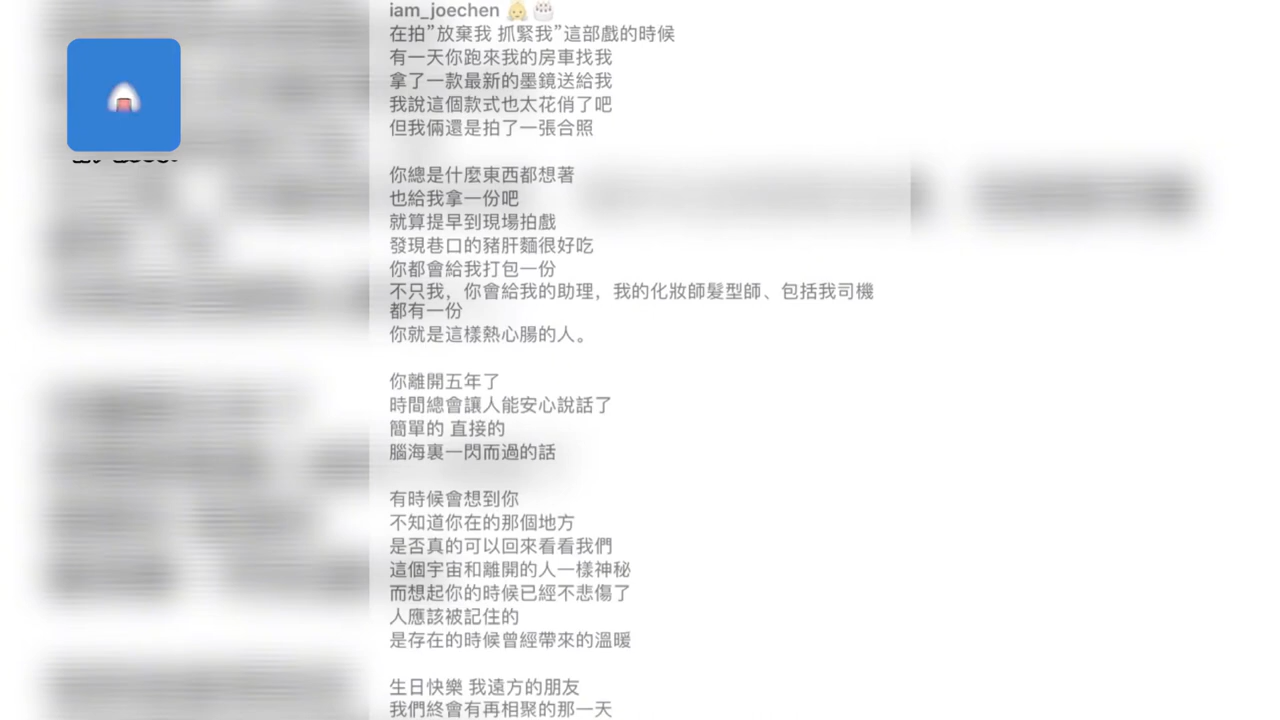 iam_joechen 👼🏼🎂
在拍”放棄我 抓緊我”這部戲的時候
有一天你跑來我的房車找我
拿了一款最新的墨鏡送給我
我說這個款式也太花俏了吧
但我倆還是拍了一張合照
你總是什麼東西都想著
也給我拿一份吧
就算提早到現場拍戲
發現巷口的豬肝麵很好吃
你都會給我打包一份
不只我，你會給我的助理，我的化妝師髮型師、包括我司機
都有一份
你就是這樣熱心腸的人。
你離開五年了
時間總會讓人能安心說話了
簡單的 直接的
腦海裏一閃而過的話
有時候會想到你
不知道你在的那個地方
是否真的可以回來看看我們
這個宇宙和離開的人一樣神秘
而想起你的時候已經不悲傷了
人應該被記住的
是存在的時候曾經帶來的溫暖
生日快樂 我遠方的朋友
我們終會有再相聚的那一天